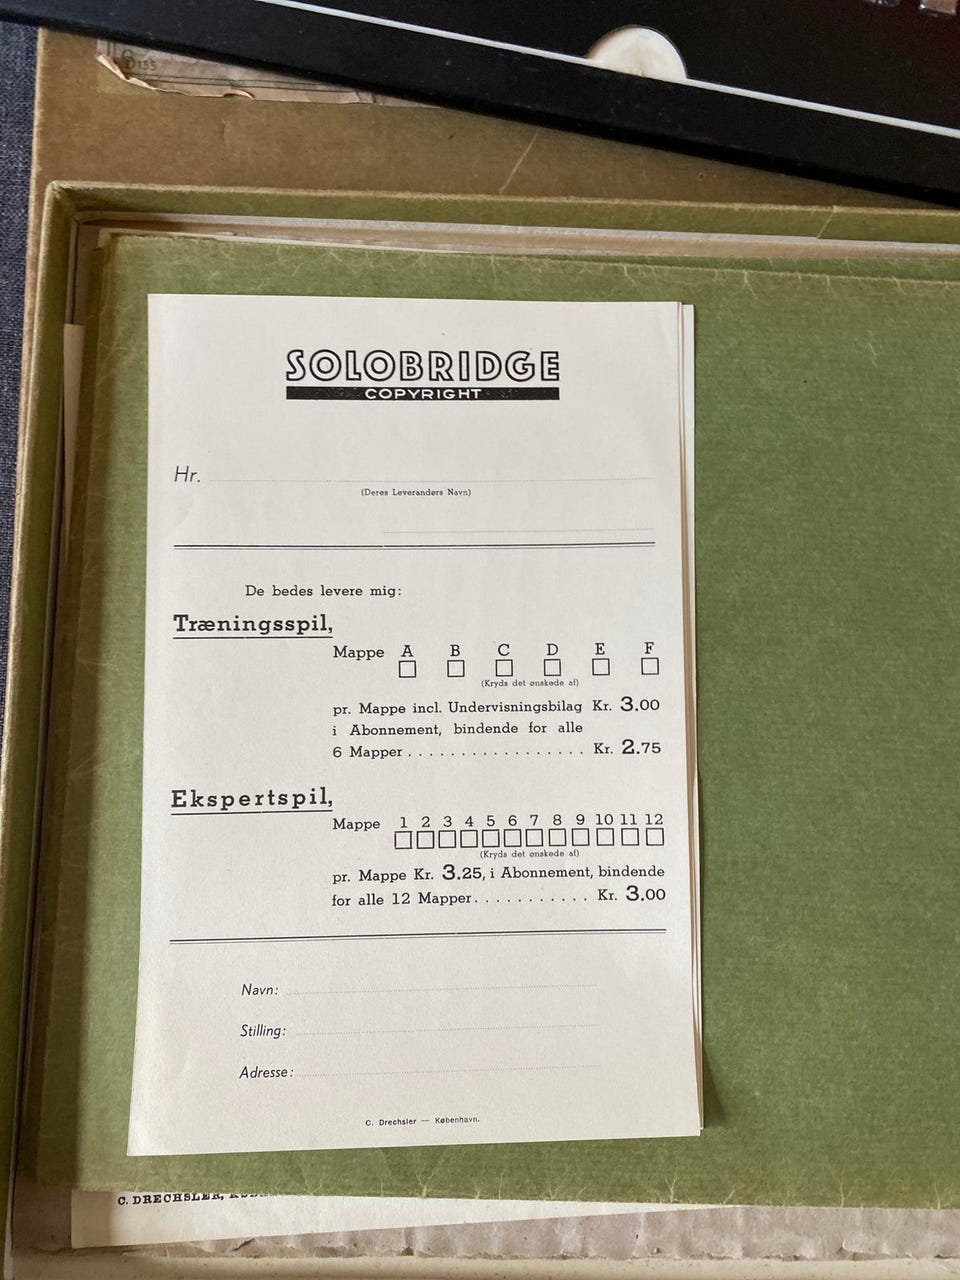 155
SOLOBRIDGE
COPYRIGHT
Hr.
(Deres Leverandørs Navn)
De bedes levere mig:
Træningsspil,
Mappe A B C D E F
(Kryds det ønskede af)
pr. Mappe incl. Undervisningsbilag Kr. 3.00
i Abonnement, bindende for alle
6 Mapper . . . . . . . . . . . . . . . . . Kr. 2.75
Ekspertspil,
Mappe 1 2 3 4 5 6 7 8 9 10 11 12
(Kryds det ønskede af)
pr. Mappe Kr. 3.25, i Abonnement, bindende
for alle 12 Mapper. . . . . . . . . . . Kr. 3.00
Navn:
Stilling:
Adresse:
C. Drechsler — København.
C. DRECHSLER,